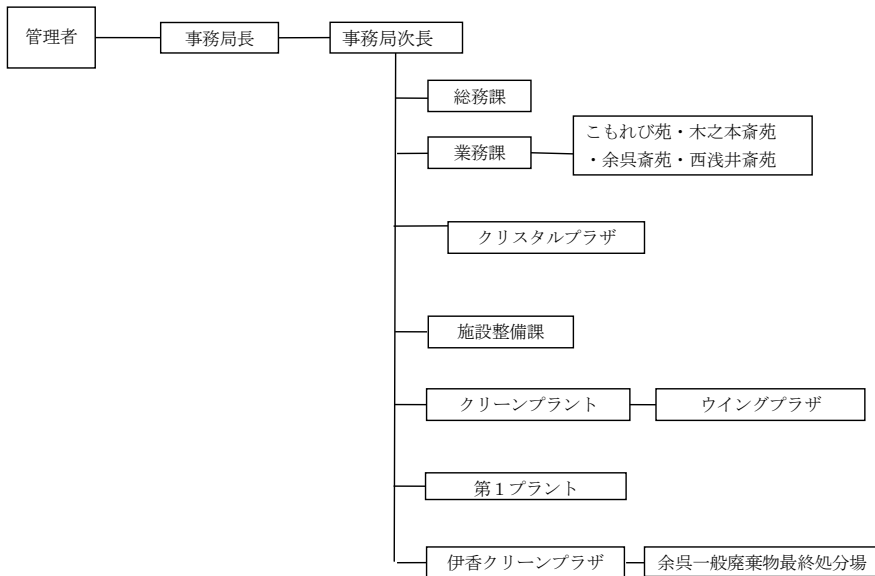 管理者
事務局長
事務局次長
総務課
業務課
こもれび苑・木之本斎苑
・余呉斎苑・西浅井斎苑
クリスタルプラザ
施設整備課
クリーンプラント
ウイングプラザ
第１プラント
伊香クリーンプラザ
余呉一般廃棄物最終処分場